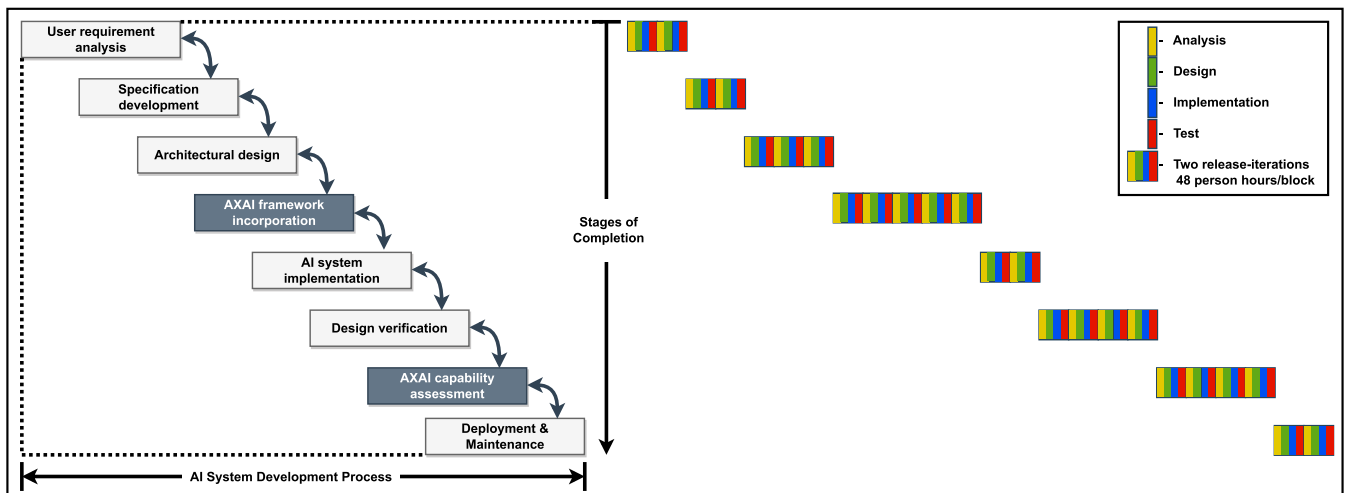 User requirement
analysis
Specification
development
Architectural design
AXAI framework
incorporation
AI system
implementation
Design verification
AXAI capability
assessment
Deployment &
Maintenance
AI System Development Process
Stages of
Completion
- Analysis
- Design
- Implementation
- Test
- Two release-iterations
48 person hours/block